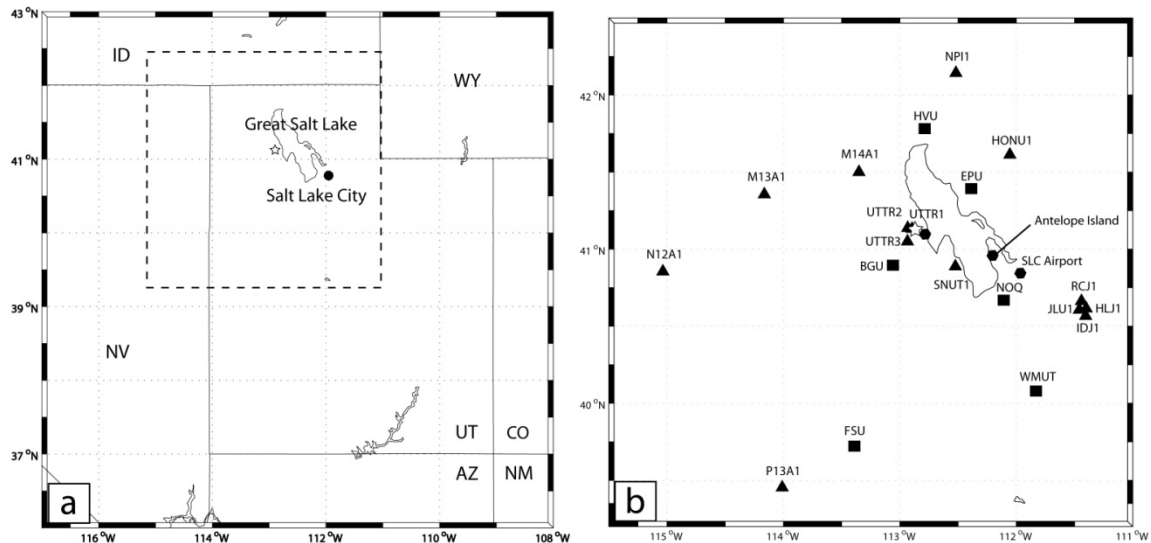 43°N
ID
WY
Great Salt Lake
41°N
Salt Lake City
39°N
NV
UT
CO
37°N
AZ
NM
a
116°W
114°W
112°W
110°W
108°W
NPI1
42°N
HVU
HONU1
M14A1
M13A1
EPU
UTTR2
UTTR1
Antelope Island
41°N
UTTR3
N12A1
BGU
SLC Airport
SNUT1
NOQ
RCJ1
JLU1
HLJ1
IDJ1
WMUT
40°N
FSU
P13A1
b
115°W
114°W
113°W
112°W
111°W